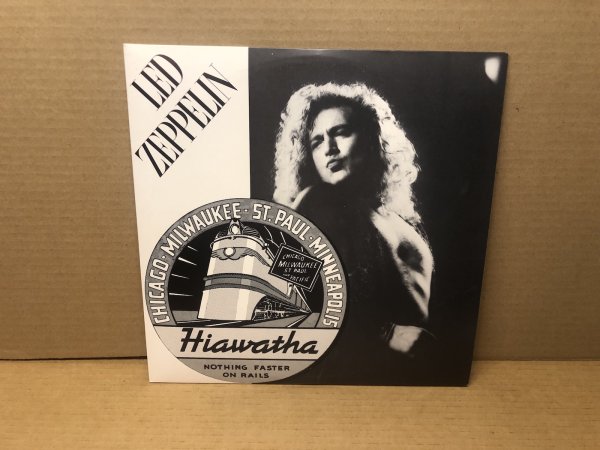 LED
ZEPPELIN
CHICAGO · MILWAUKEE · ST. PAUL · MINNEAPOLIS
CHICAGO
MILWAUKEE
ST PAUL
Hiawatha
NOTHING FASTER
ON RAILS